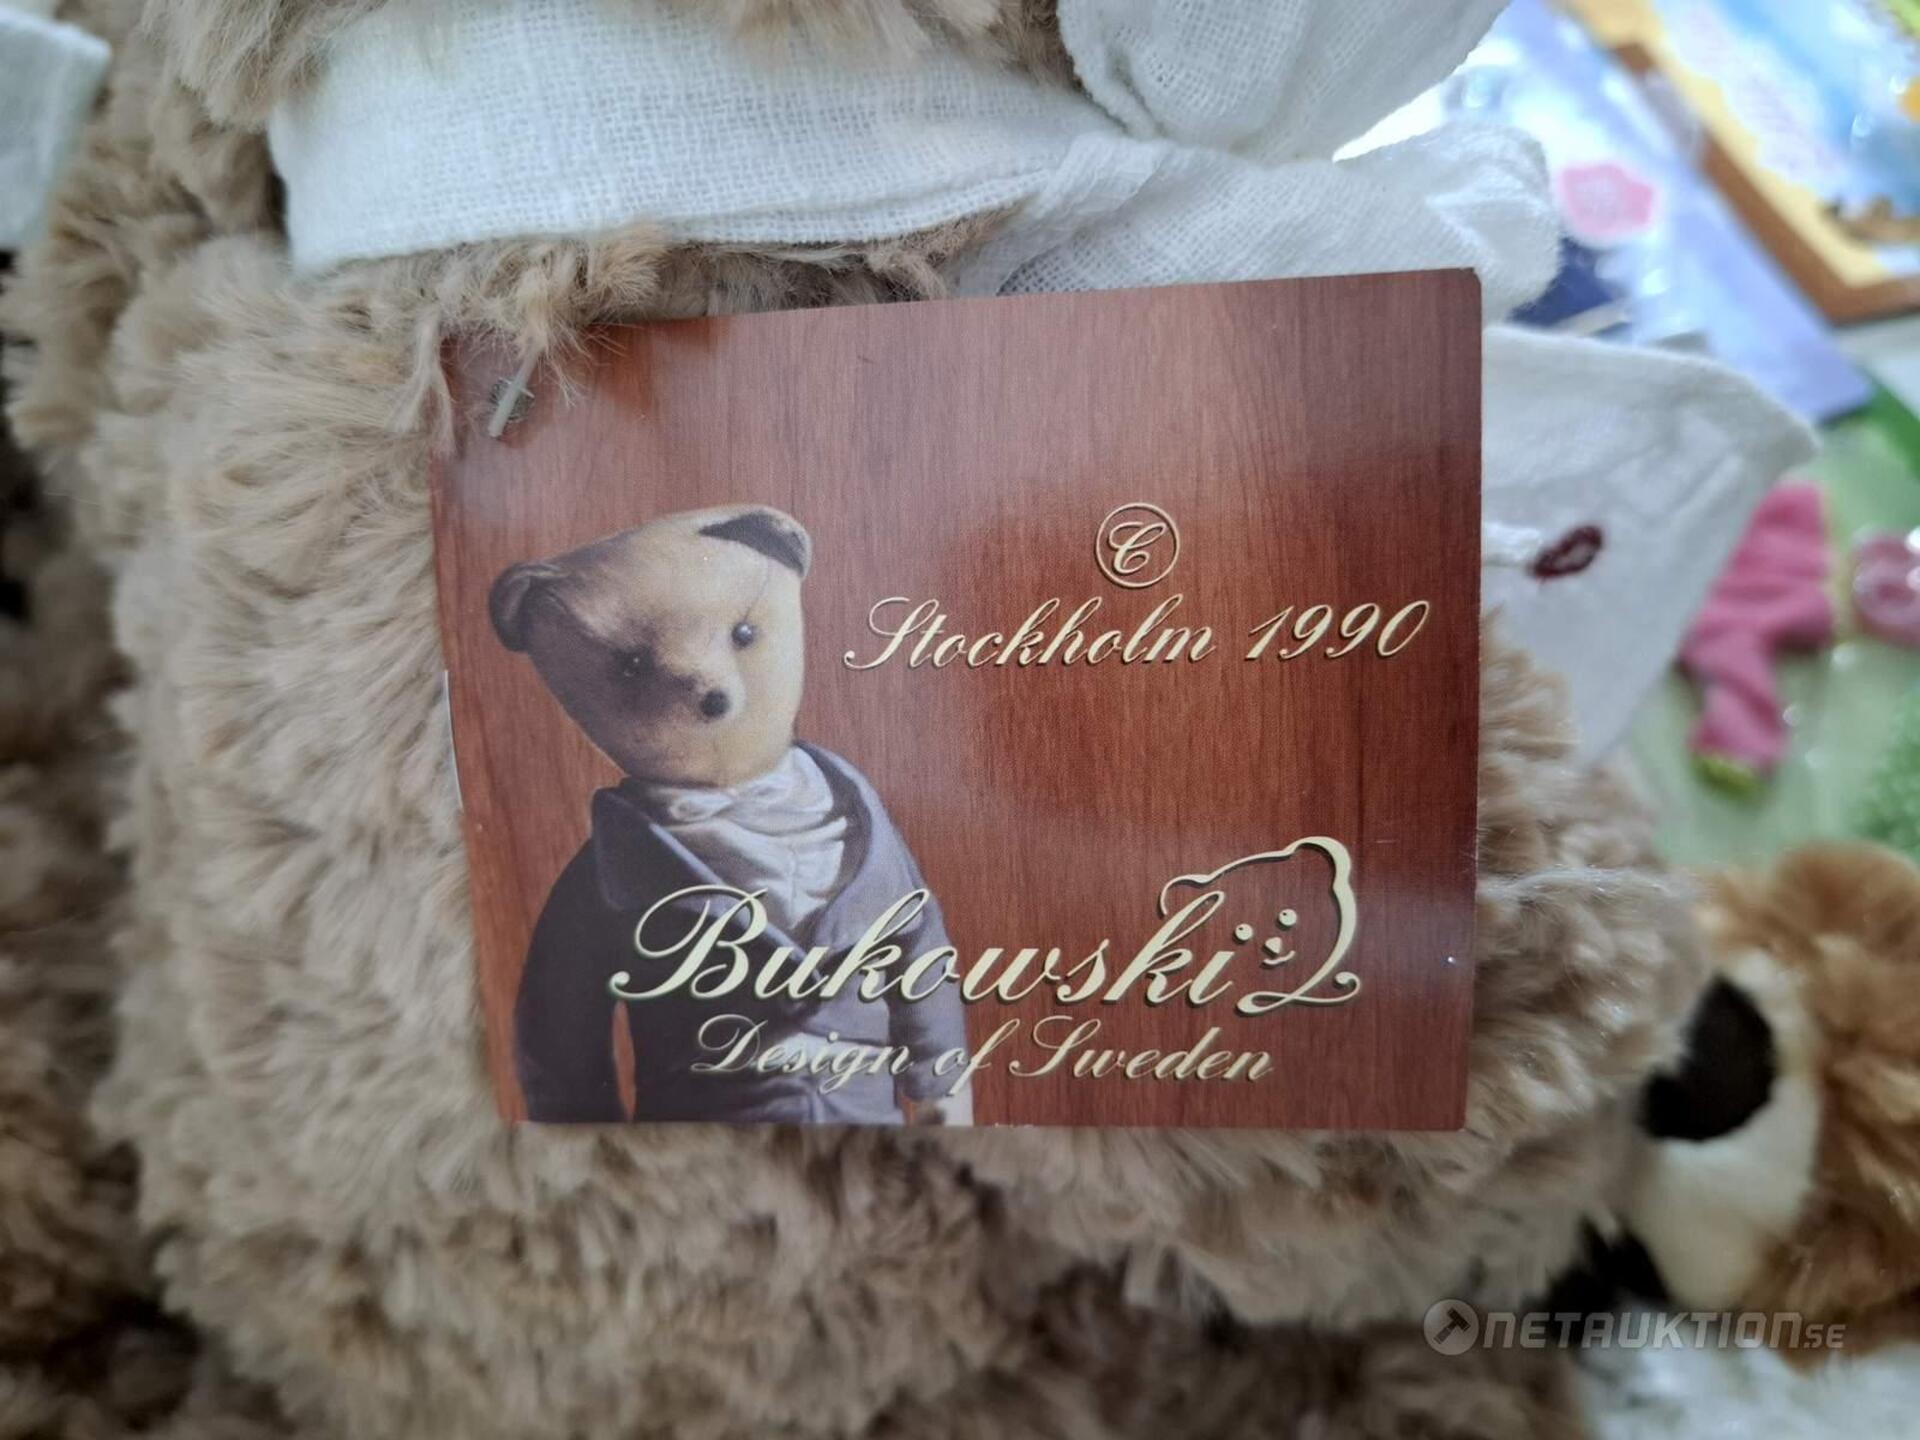 C
Stockholm 1990
Bukowski
Design of Sweden
NETAUKTION.SE